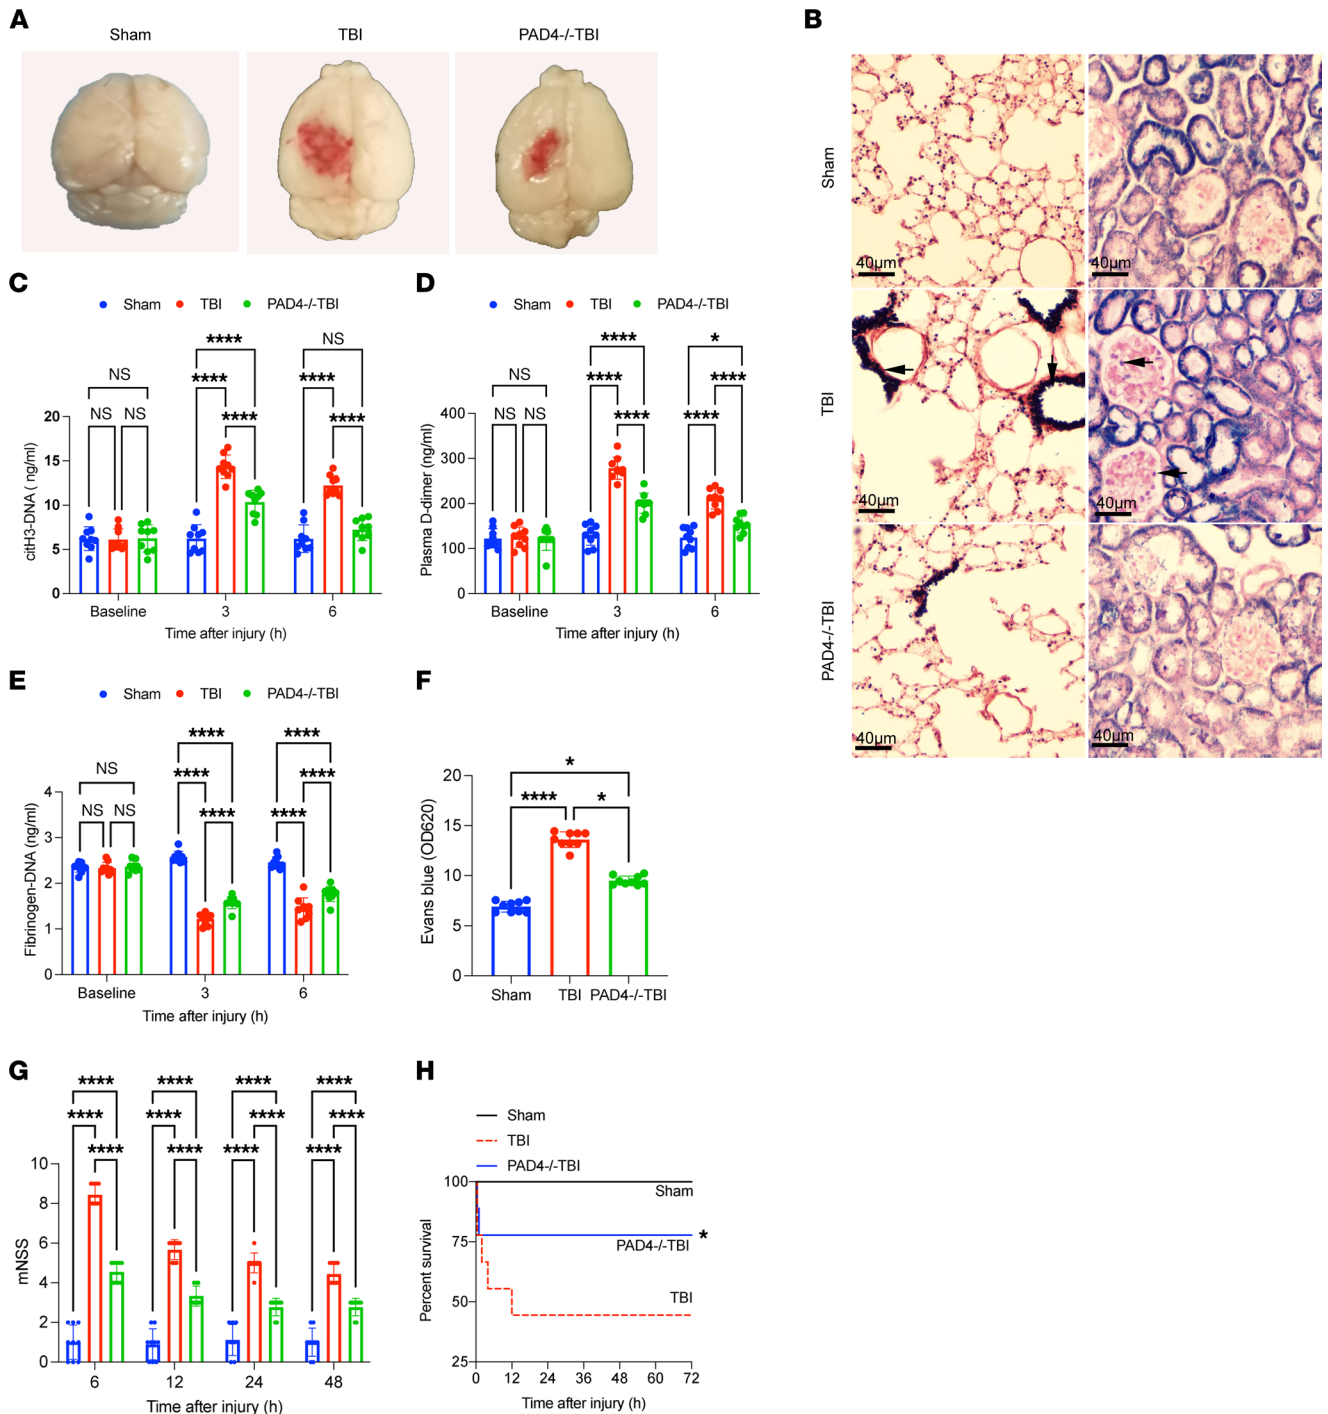 A
Sham
TBI
PAD4-/-TBI
B
Sham
40µm
40µm
TBI
40µm
40µm
PAD4-/-TBI
40µm
40µm
C
Sham TBI PAD4-/-TBI
****
NS
NS
****
****
NS NS
****
****
20
15
10
5
0
citH3-DNA ( ng/ml)
Baseline 3 6
Time after injury (h)
D
Sham TBI PAD4-/-TBI
****
*
NS
****
****
NS NS
****
****
400
300
200
100
0
Plasma D-dimer (ng/ml)
Baseline 3 6
Time after injury (h)
E
Sham TBI PAD4-/-TBI
****
****
NS
****
****
NS NS
****
****
4
3
2
1
0
Fibrinogen-DNA (ng/ml)
Baseline 3 6
Time after injury (h)
F
*
****
*
20
15
10
5
0
Evans blue (OD620)
Sham TBI PAD4-/-TBI
G
**** **** **** ****
**** ****
**** **** **** **** **** ****
10
8
6
4
2
0
mNSS
6 12 24 48
Time after injury (h)
H
Sham
TBI
PAD4-/-TBI
100
75
50
25
Percent survival
Sham
*
PAD4-/-TBI
TBI
0 12 24 36 48 60 72
Time after injury (h)